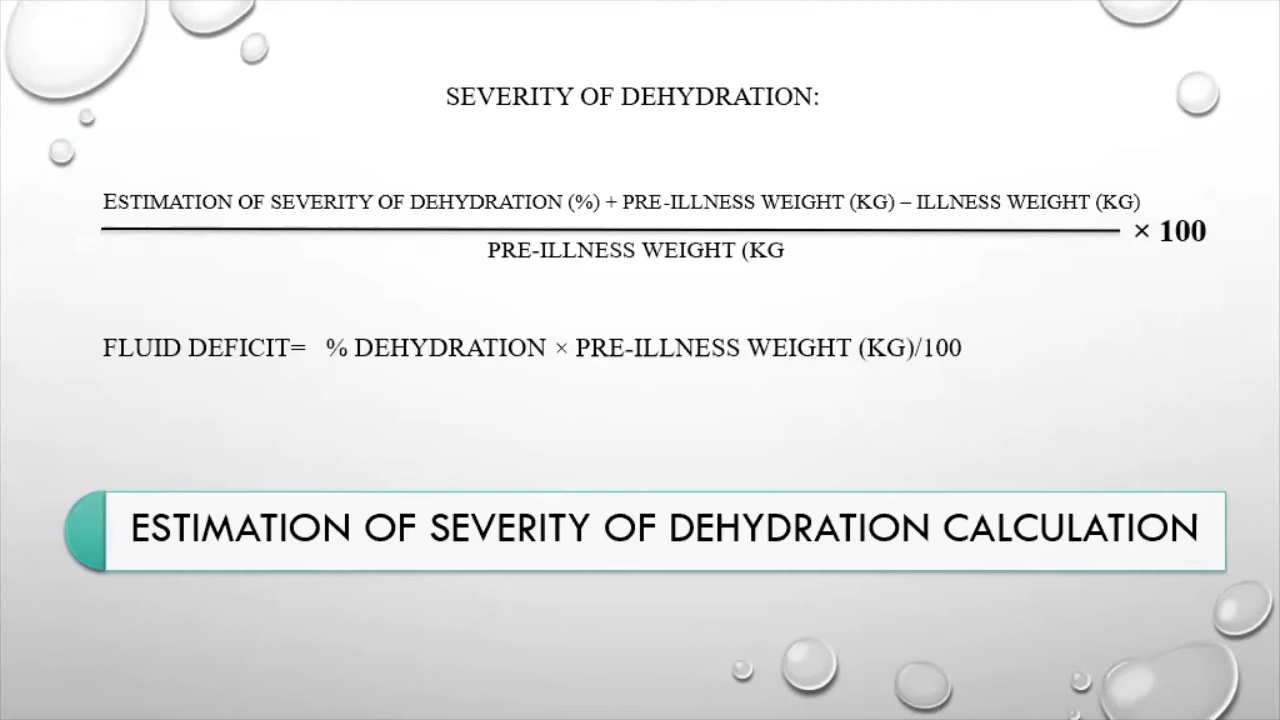 SEVERITY OF DEHYDRATION:
ESTIMATION OF SEVERITY OF DEHYDRATION (%) + PRE-ILLNESS WEIGHT (KG) – ILLNESS WEIGHT (KG)
× 100
PRE-ILLNESS WEIGHT (KG
FLUID DEFICIT= % DEHYDRATION × PRE-ILLNESS WEIGHT (KG)/100
ESTIMATION OF SEVERITY OF DEHYDRATION CALCULATION